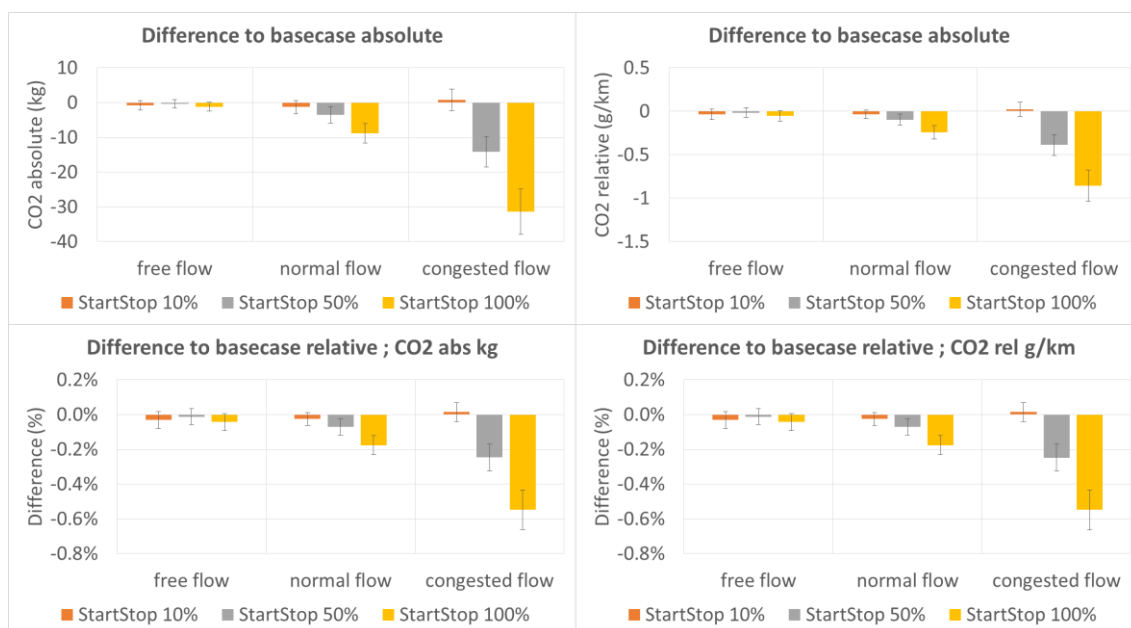 Difference to basecase absolute
10
0
-10
-20
-30
-40
CO2 absolute (kg)
free flow normal flow congested flow
StartStop 10% StartStop 50% StartStop 100%
Difference to basecase absolute
0.5
0
-0.5
-1
-1.5
CO2 relative (g/km)
free flow normal flow congested flow
StartStop 10% StartStop 50% StartStop 100%
Difference to basecase relative ; CO2 abs kg
0.2%
0.0%
-0.2%
-0.4%
-0.6%
-0.8%
Difference (%)
free flow normal flow congested flow
StartStop 10% StartStop 50% StartStop 100%
Difference to basecase relative ; CO2 rel g/km
0.2%
0.0%
-0.2%
-0.4%
-0.6%
-0.8%
Difference (%)
free flow normal flow congested flow
StartStop 10% StartStop 50% StartStop 100%